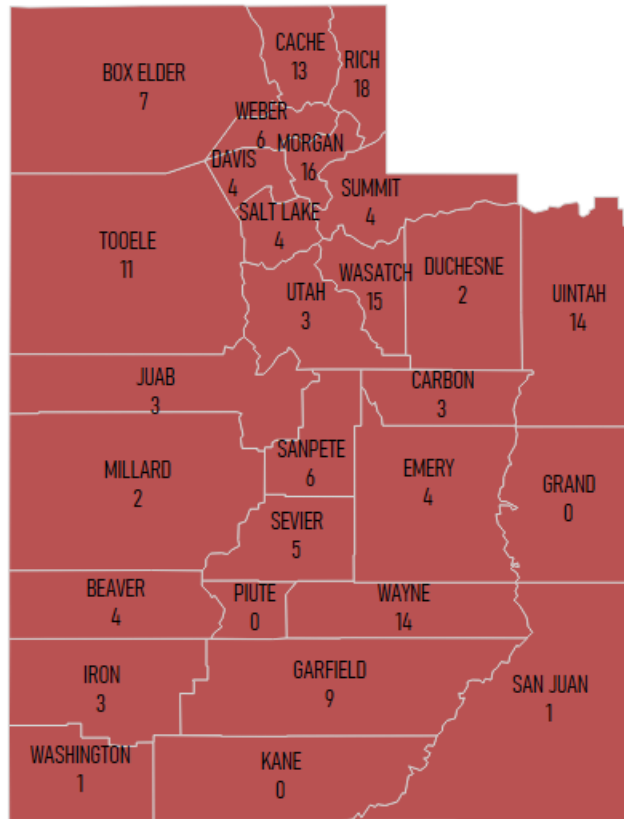 CACHE
13
RICH
18
BOX ELDER
7
WEBER
6
MORGAN
16
DAVIS
4
SUMMIT
4
SALT LAKE
4
TOOELE
11
WASATCH
15
DUCHESNE
2
UINTAH
14
UTAH
3
JUAB
3
CARBON
3
SANPETE
6
MILLARD
2
EMERY
4
GRAND
0
SEVIER
5
BEAVER
4
PIUTE
0
WAYNE
14
IRON
3
GARFIELD
9
SAN JUAN
1
WASHINGTON
1
KANE
0